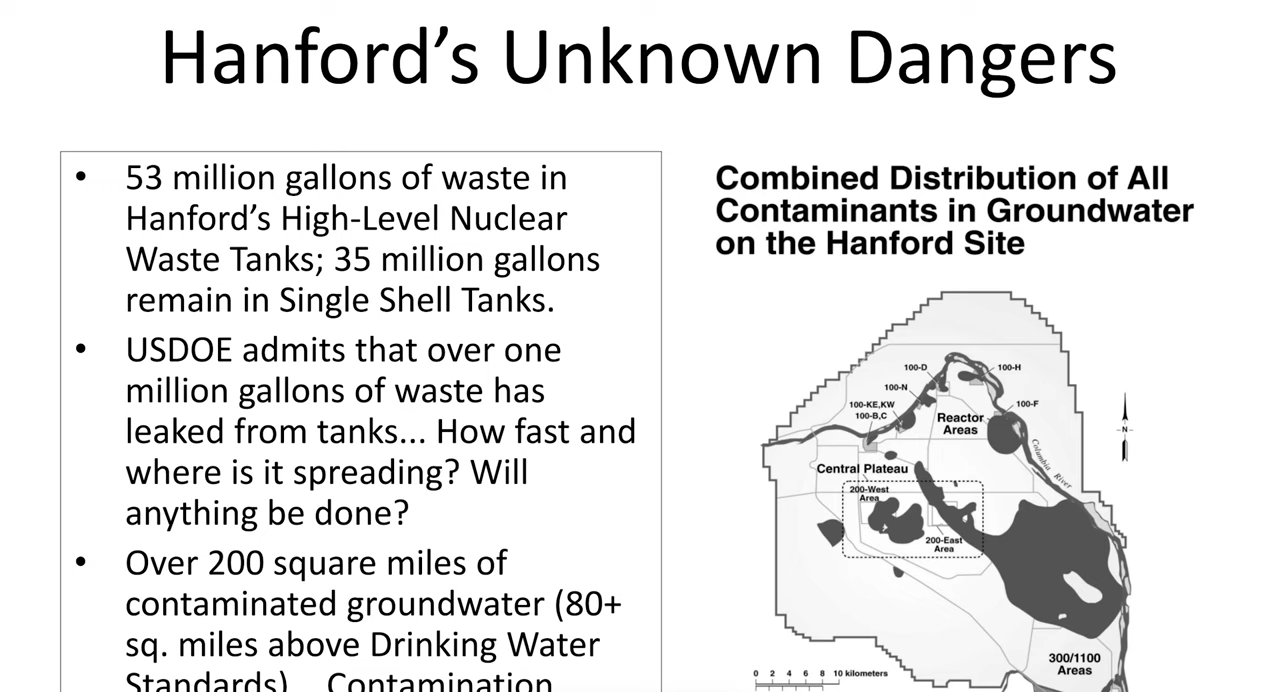 Hanford’s Unknown Dangers
• 53 million gallons of waste in
Hanford’s High-Level Nuclear
Waste Tanks; 35 million gallons
remain in Single Shell Tanks.
• USDOE admits that over one
million gallons of waste has
leaked from tanks... How fast and
where is it spreading? Will
anything be done?
• Over 200 square miles of
contaminated groundwater (80+
sq. miles above Drinking Water
Standards) Contamination
Combined Distribution of All
Contaminants in Groundwater
on the Hanford Site
100-D
100-H
100-N
100-KE,KW
100-B,C
100-F
Reactor
Areas
N
Columbia River
Central Plateau
200-West
Area
200-East
Area
300/1100
Areas
0 2 4 6 8 10 kilometers